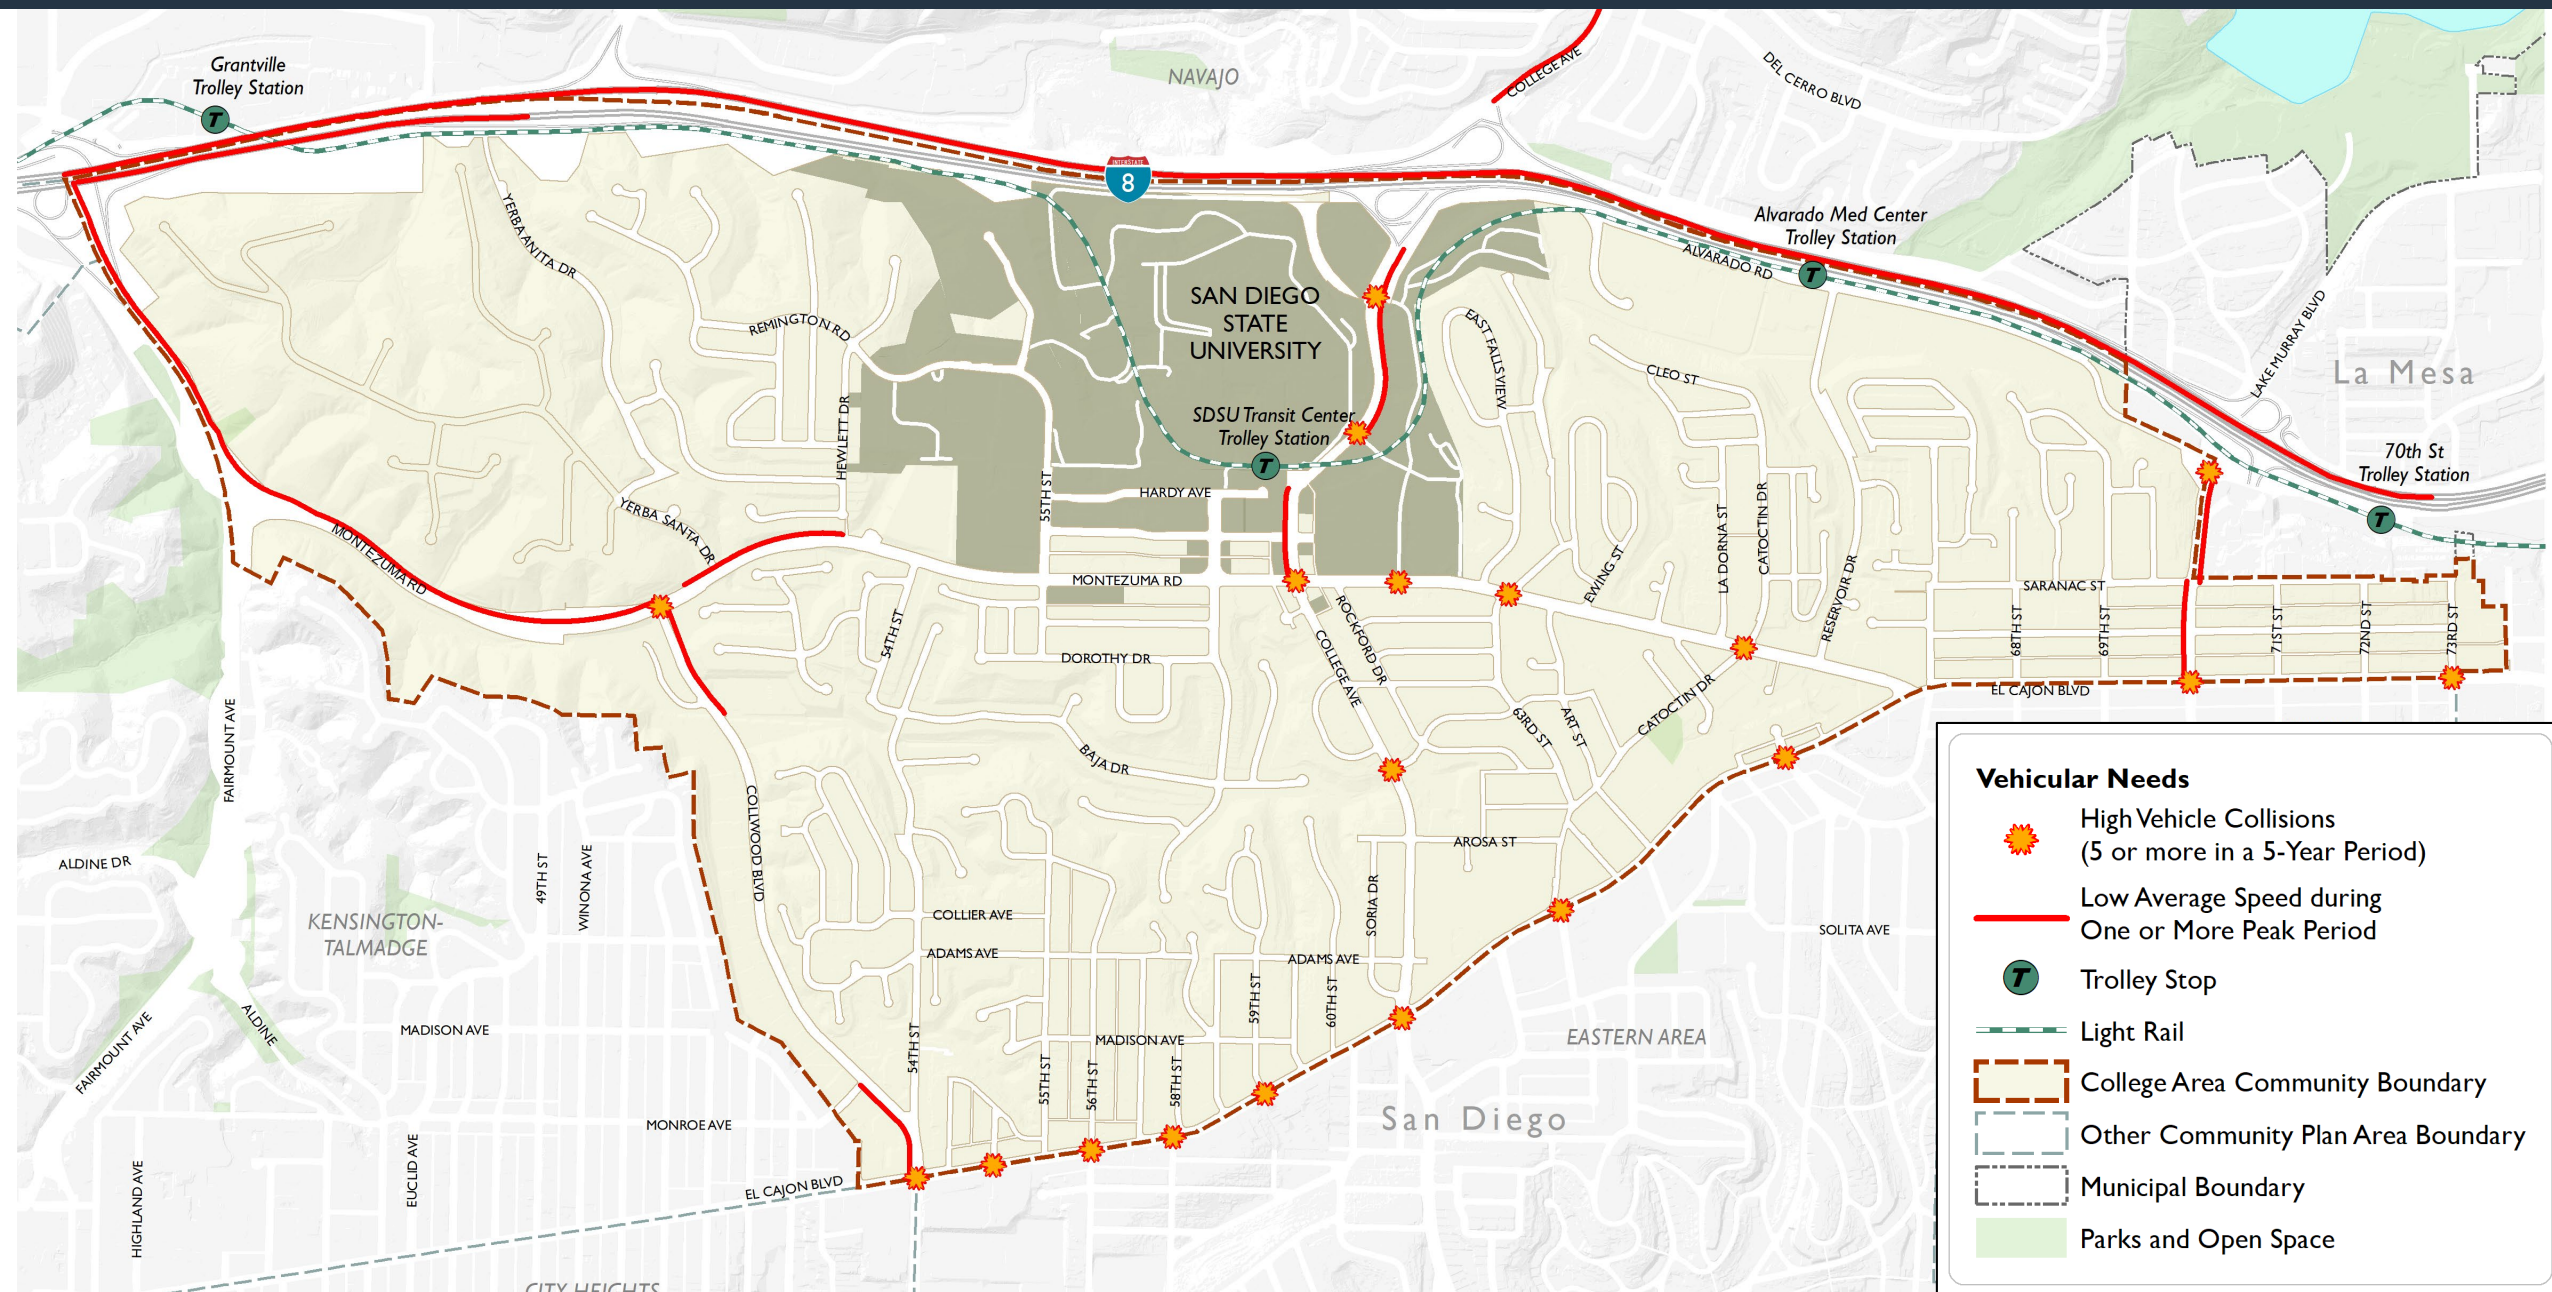 Grantville
Trolley Station
NAVAJO
COLLEGE AVE
DEL CERRO BLVD
INTERSTATE
8
YERBA ANITA DR
REMINGTON RD
HEWLETT DR
SAN DIEGO
STATE
UNIVERSITY
SDSU Transit Center
Trolley Station
T
T
T
T
Alvarado Med Center
Trolley Station
ALVARADO RD
LAKE MURRAY BLVD
La Mesa
70th St
Trolley Station
EAST FALLS VIEW
CLEO ST
55TH ST
HARDY AVE
YERBA SANTA DR
MONTEZUMA RD
MONTEZUMA RD
54TH ST
DOROTHY DR
ROCKFORD DR
COLLEGE AVE
EWING ST
LA DORNA ST
CATOCTIN DR
RESERVOIR DR
SARANAC ST
68TH ST
69TH ST
71ST ST
72ND ST
73RD ST
EL CAJON BLVD
CATOCTIN DR
63RD ST
ART ST
BAJA DR
FAIRMOUNT AVE
COLLWOOD BLVD
AROSA ST
ALDINE DR
49TH ST
WINONA AVE
KENSINGTON-
TALMADGE
COLLIER AVE
ADAMS AVE
ADAMS AVE
SORIA DR
SOLITA AVE
59TH ST
60TH ST
ALDINE
FAIRMOUNT AVE
MADISON AVE
MADISON AVE
54TH ST
55TH ST
56TH ST
58TH ST
EASTERN AREA
San Diego
MONROE AVE
HIGHLAND AVE
EUCLID AVE
EL CAJON BLVD
CITY HEIGHTS
Vehicular Needs
High Vehicle Collisions
(5 or more in a 5-Year Period)
Low Average Speed during
One or More Peak Period
T
Trolley Stop
Light Rail
College Area Community Boundary
Other Community Plan Area Boundary
Municipal Boundary
Parks and Open Space